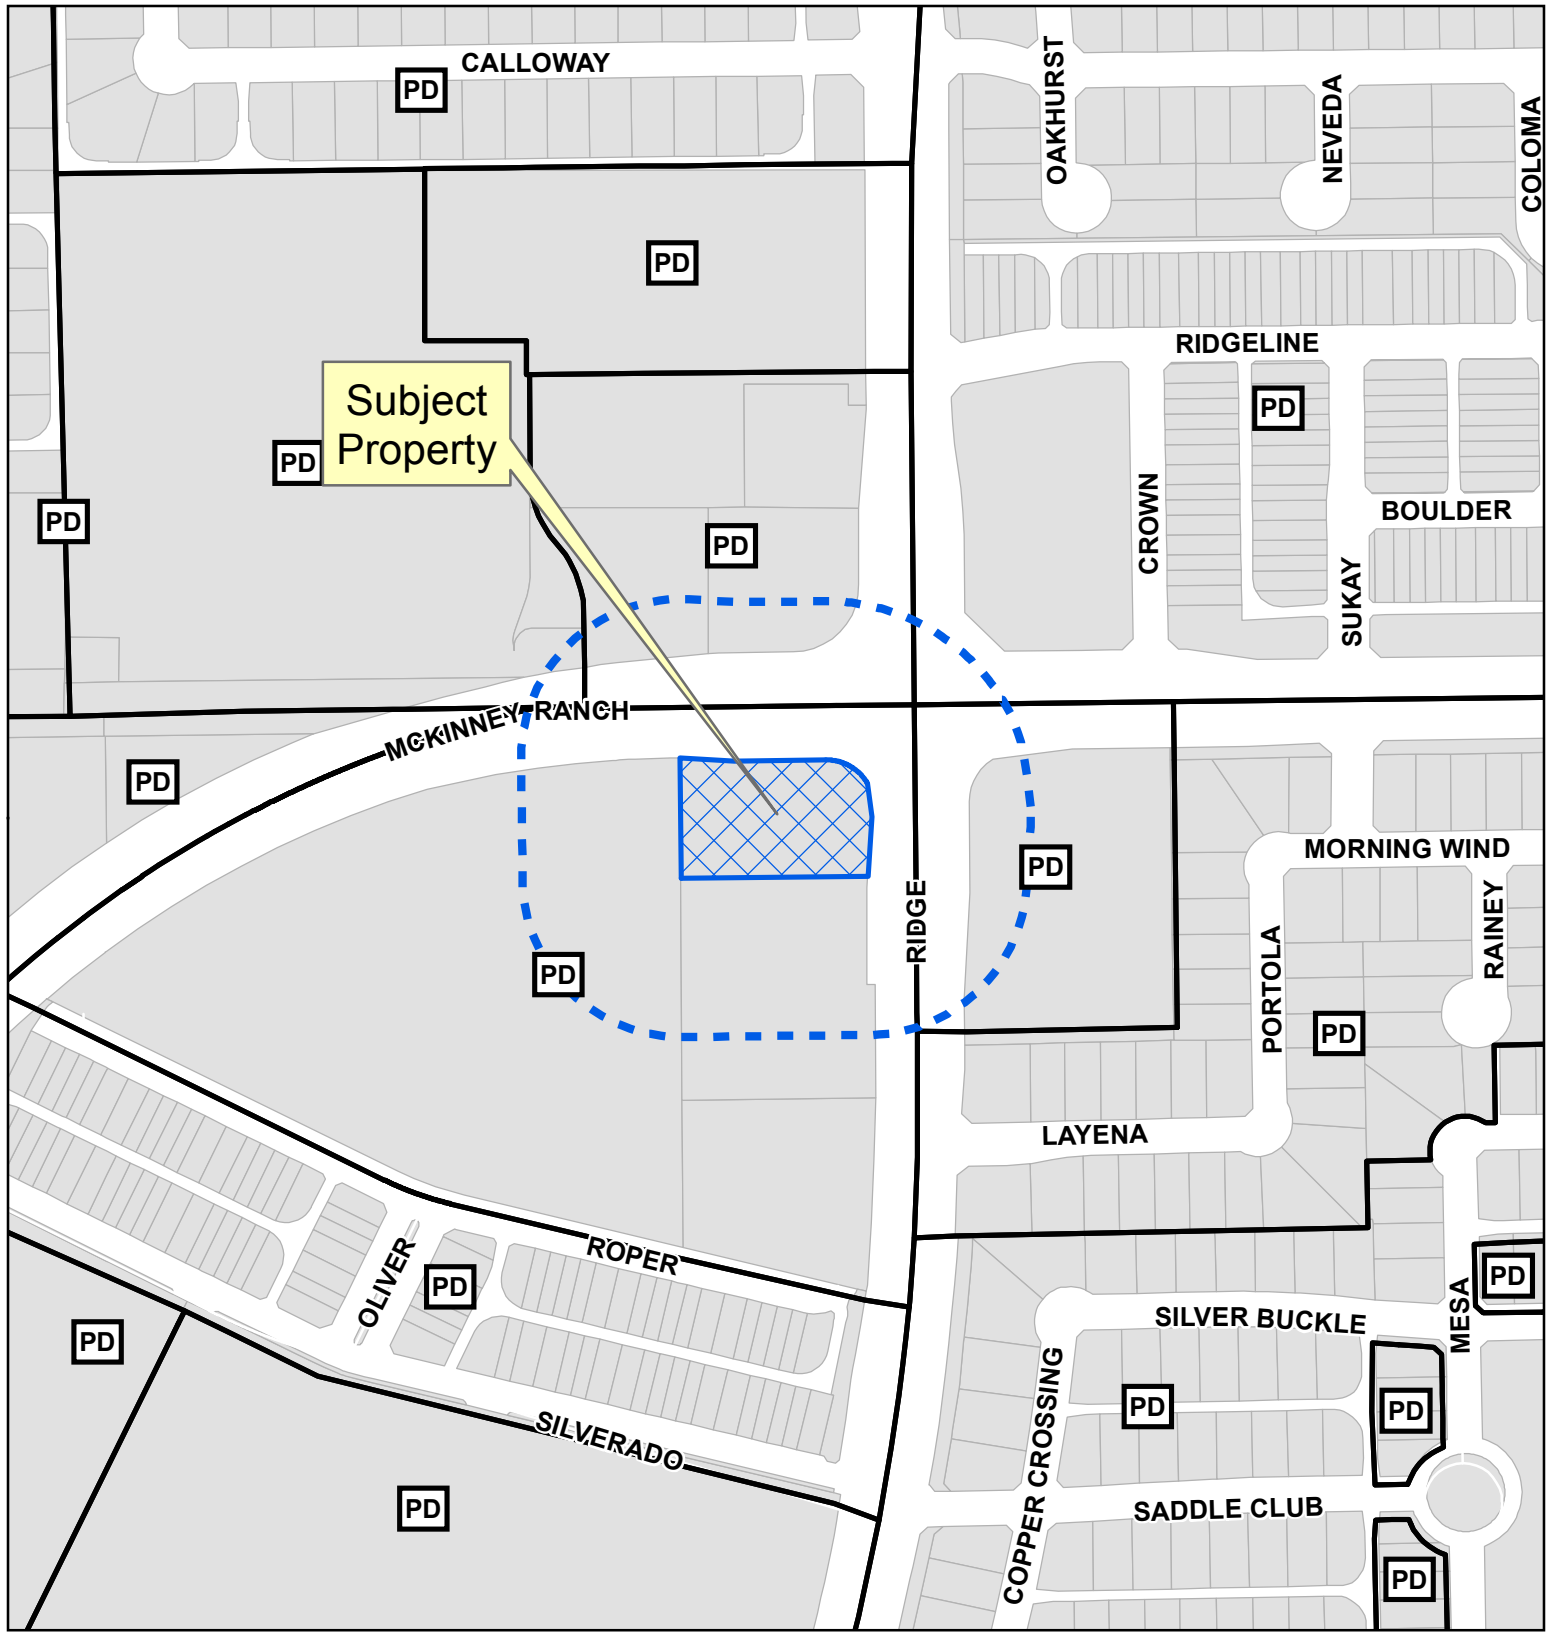 CALLOWAY
PD
OAKHURST
NEVEDA
COLOMA
PD
RIDGELINE
Subject
Property
PD
PD
PD
BOULDER
CROWN
PD
SUKAY
MCKINNEY RANCH
PD
MORNING WIND
PD
RIDGE
RAINEY
PORTOLA
PD
PD
LAYENA
ROPER
OLIVER
PD
PD
MESA
SILVER BUCKLE
PD
COPPER CROSSING
PD
PD
SILVERADO
PD
SADDLE CLUB
PD